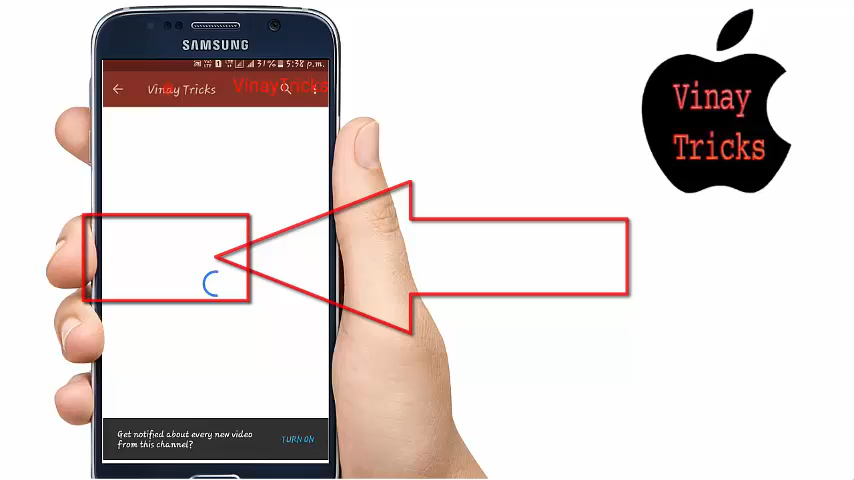 SAMSUNG
31% 5:38 p.m.
Vinay Tricks
VinayTricks
Get notified about every new video
from this channel?
TURN ON
Vinay
Tricks